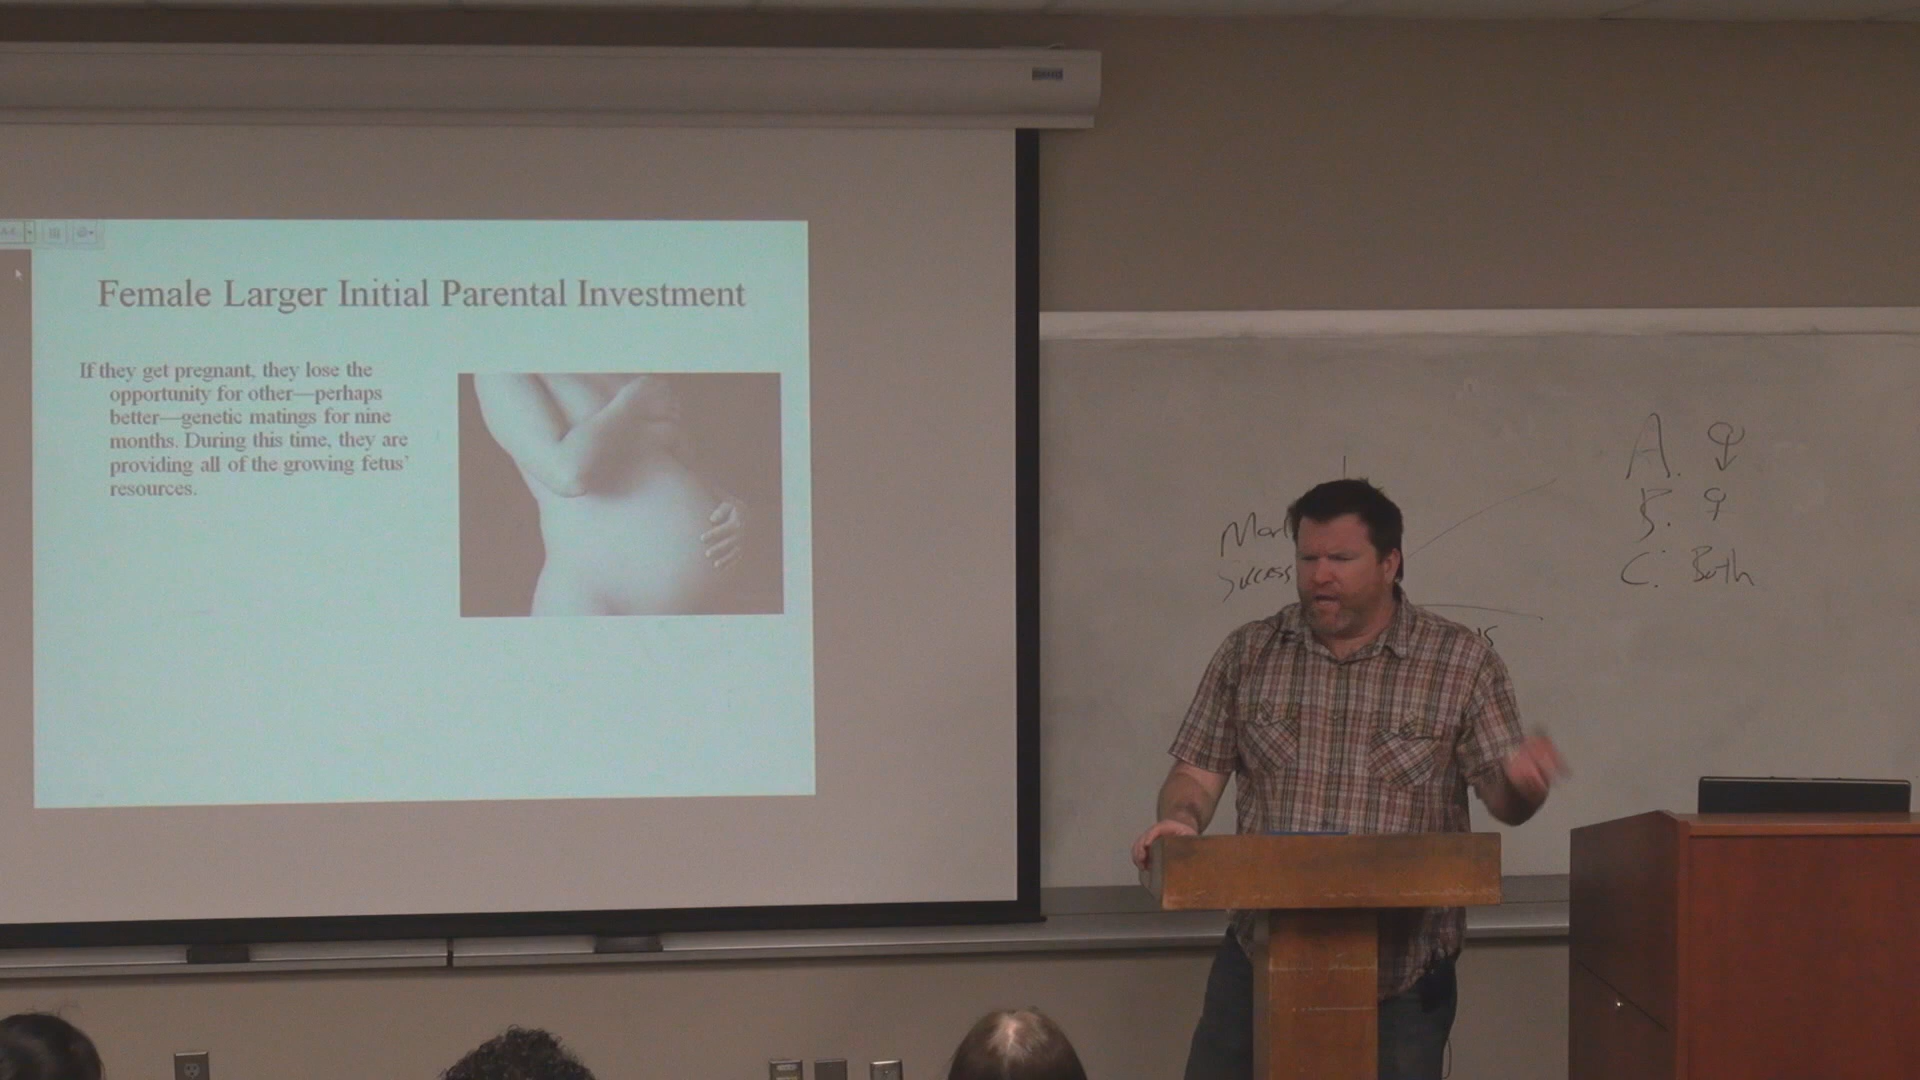 Female Larger Initial Parental Investment
If they get pregnant, they lose the
opportunity for other—perhaps
better—genetic matings for nine
months. During this time, they are
providing all of the growing fetus’
resources.
Success
A. ♀
B. ♀
C. Both